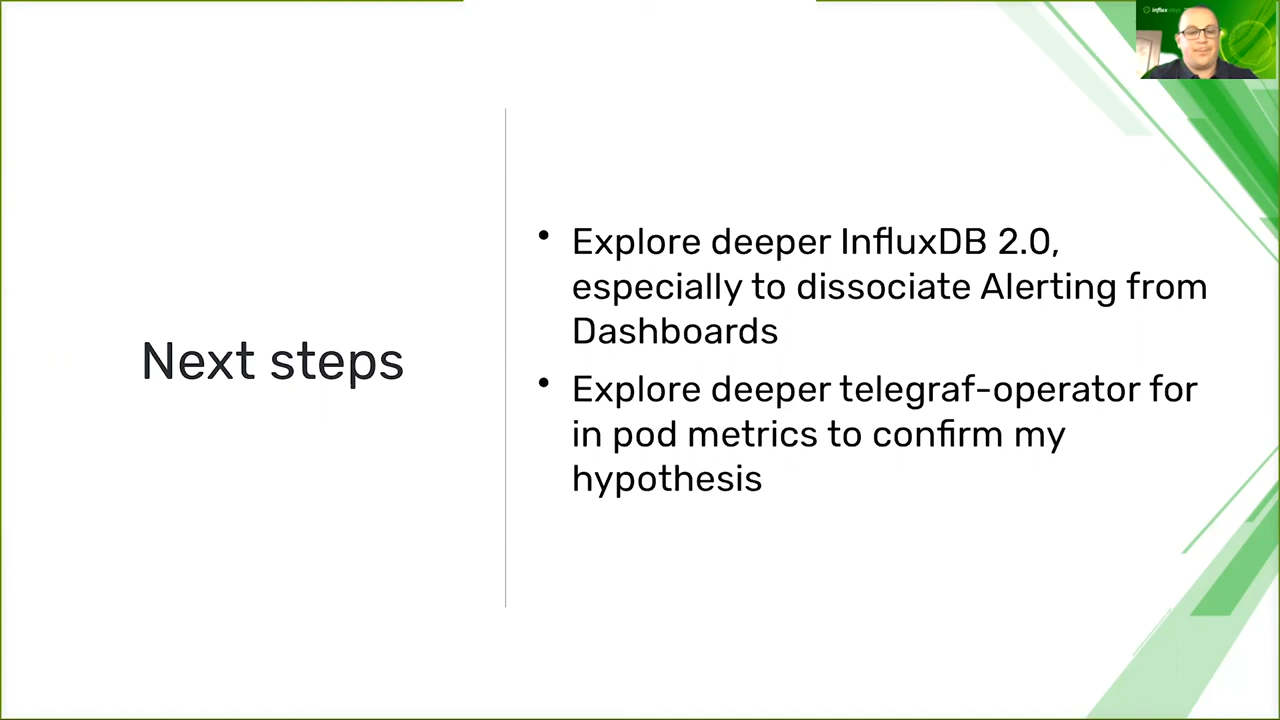 influxdays
Next steps
• Explore deeper InfluxDB 2.0,
especially to dissociate Alerting from
Dashboards
• Explore deeper telegraf-operator for
in pod metrics to confirm my
hypothesis